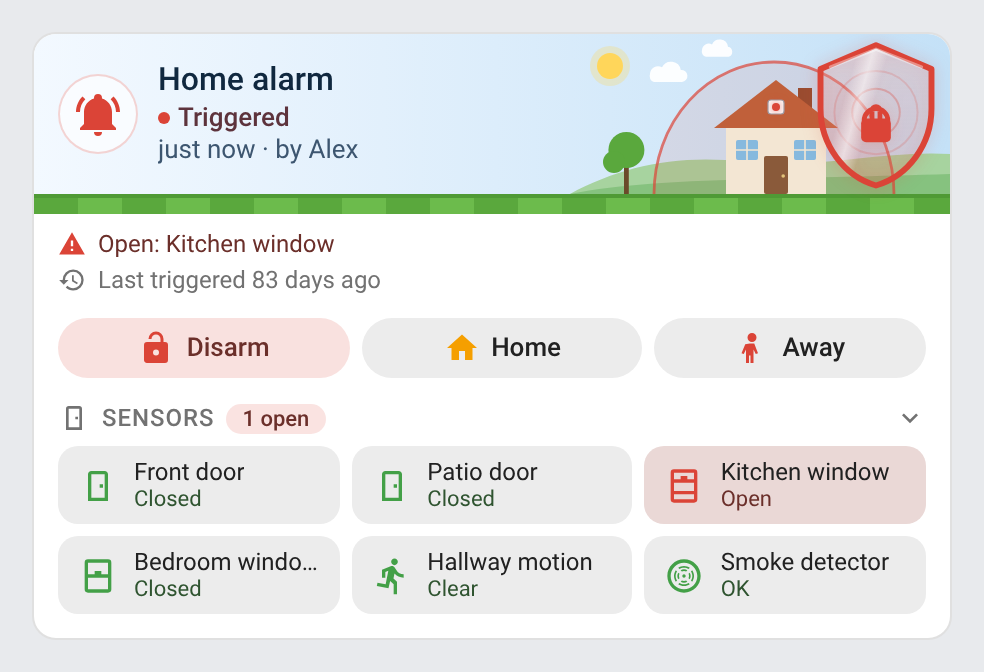 Home alarm
Triggered
just now · by Alex
Open: Kitchen window
Last triggered 83 days ago
Disarm
Home
Away
SENSORS
1 open
Front door
Closed
Patio door
Closed
Kitchen window
Open
Bedroom windo...
Closed
Hallway motion
Clear
Smoke detector
OK